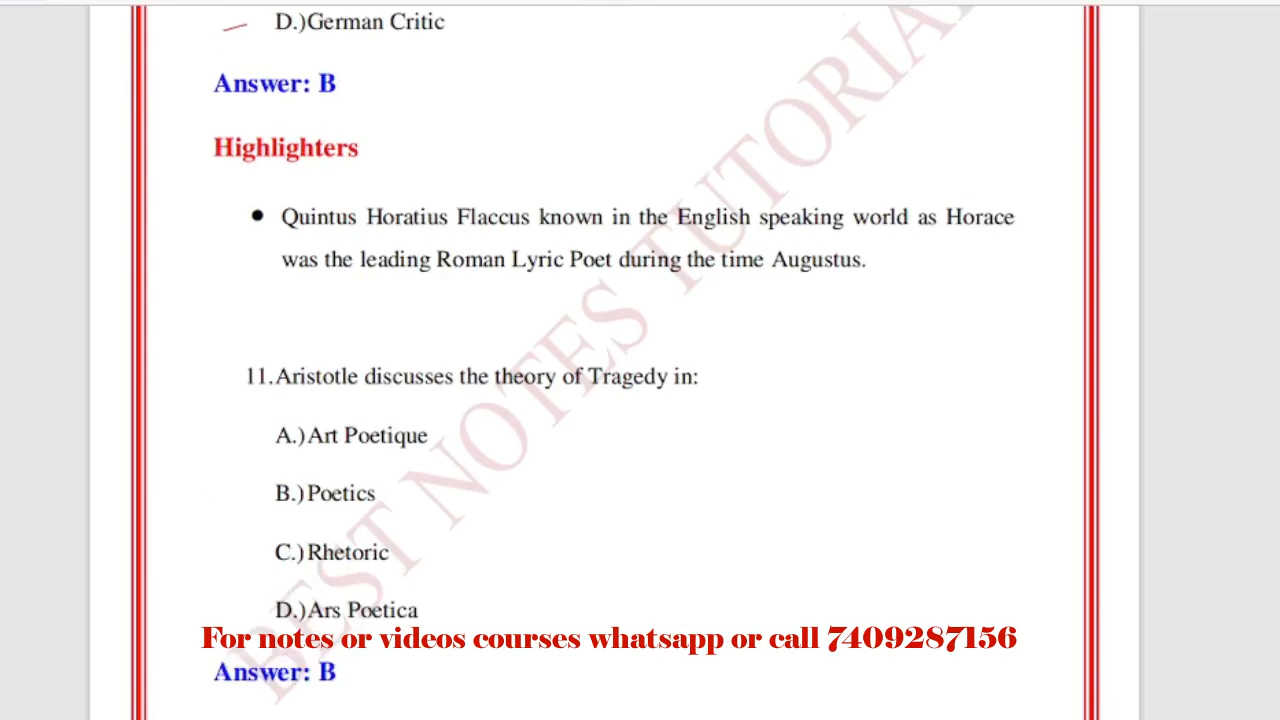 D.)German Critic
Answer: B
Highlighters
• Quintus Horatius Flaccus known in the English speaking world as Horace
was the leading Roman Lyric Poet during the time Augustus.
11.Aristotle discusses the theory of Tragedy in:
A.)Art Poetique
B.)Poetics
C.)Rhetoric
D.)Ars Poetica
For notes or videos courses whatsapp or call 7409287156
Answer: B
BEST NOTES TUTORIAL